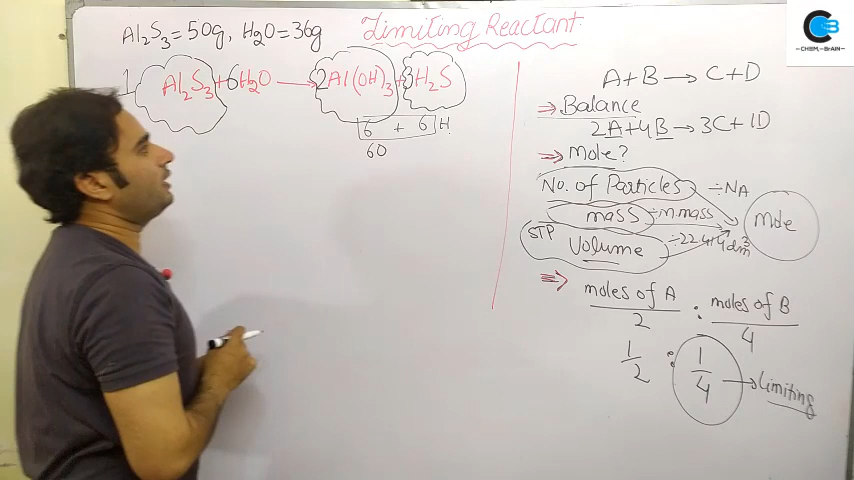 Limiting Reactant
Al2S3 = 50g, H2O = 36g
1 Al2S3 + 6H2O → 2Al(OH)3 + 3H2S
6 + 6 H
60
A + B → C + D
⇒ Balance
2A + 4B → 3C + 1D
⇒ Mole?
No. of Particles ÷ NA
mass ÷ m.mass
Mole
STP Volume ÷ 22.414 dm3
⇒ moles of A / 2 : moles of B / 4
1/2 : 1/4 → limiting
CB
—CHEM, BrAIN—